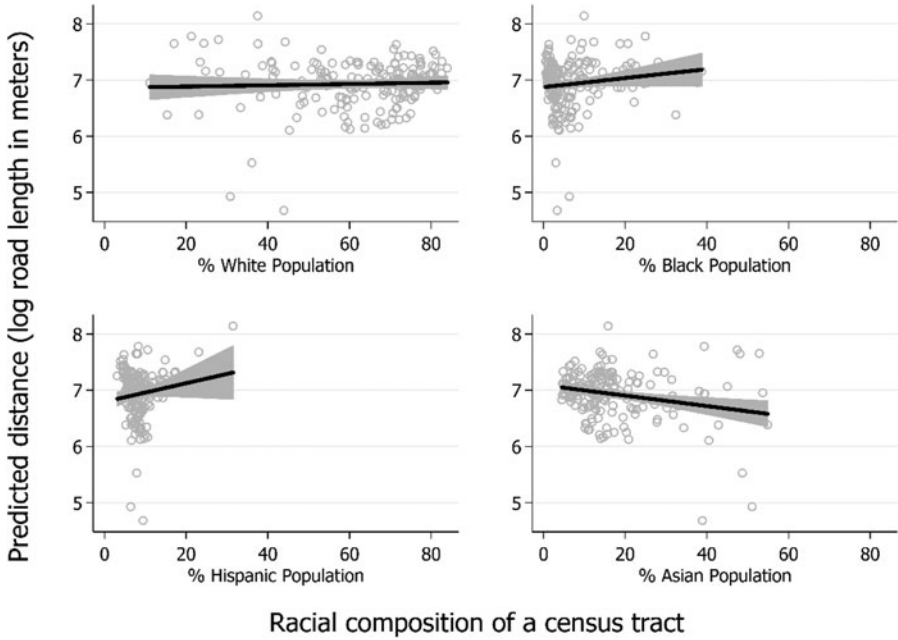 Predicted distance (log road length in meters)
8
7
6
5
0 20 40 60 80
% White Population
8
7
6
5
0 20 40 60 80
% Black Population
8
7
6
5
0 20 40 60 80
% Hispanic Population
8
7
6
5
0 20 40 60 80
% Asian Population
Racial composition of a census tract